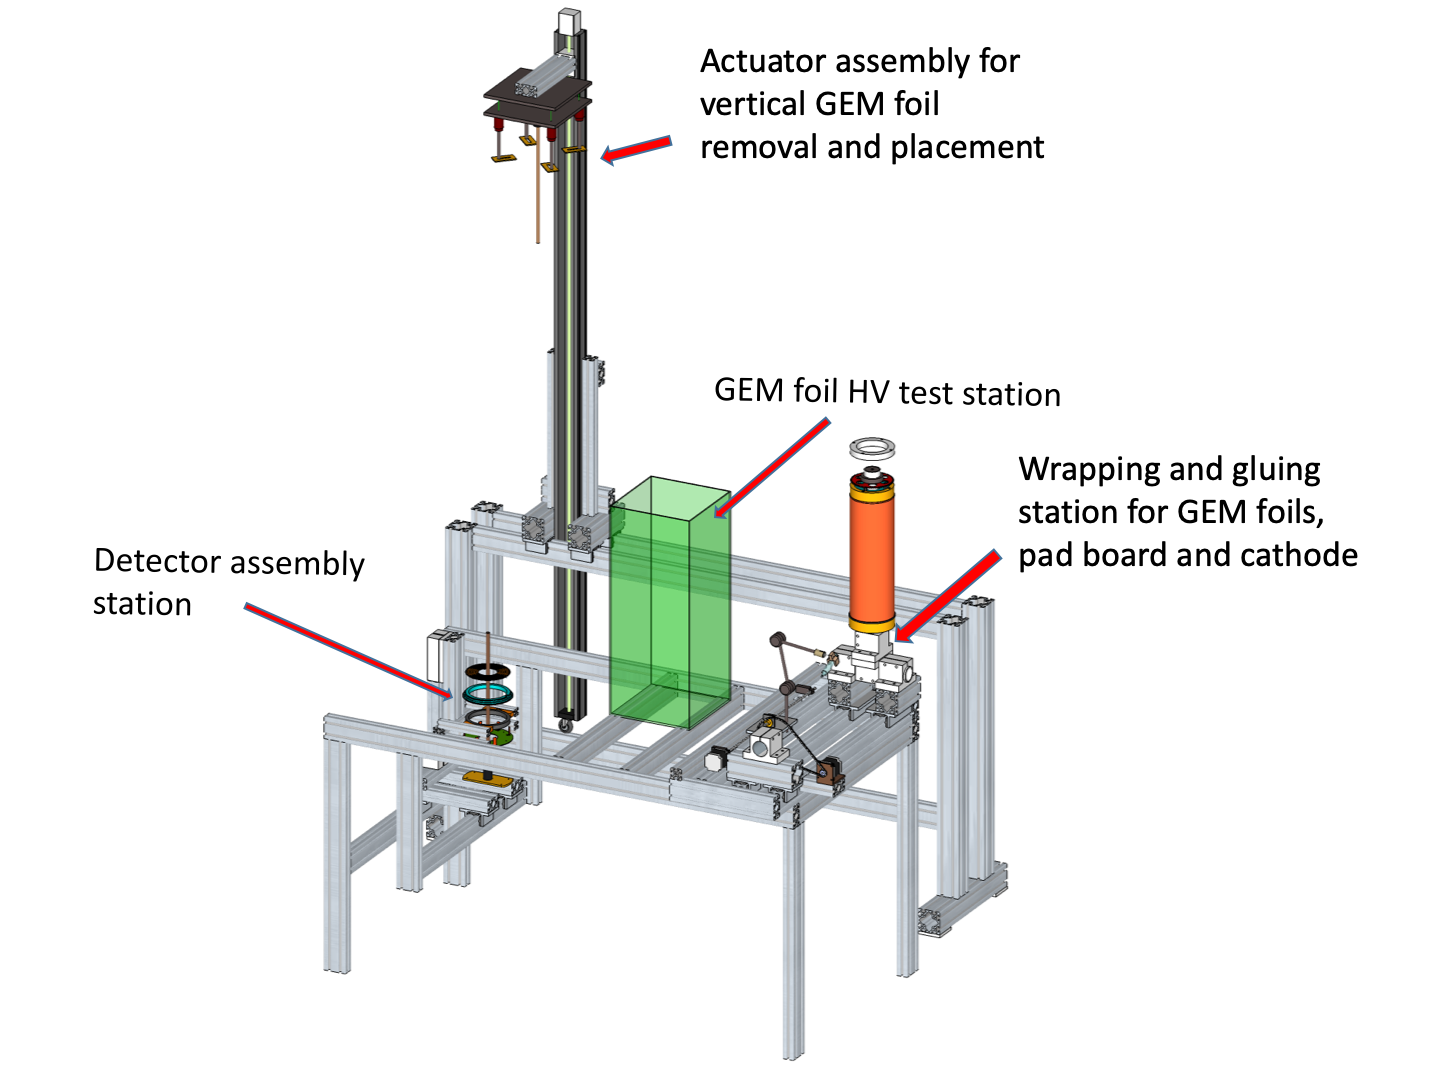 Actuator assembly for
vertical GEM foil
removal and placement
GEM foil HV test station
Wrapping and gluing
station for GEM foils,
pad board and cathode
Detector assembly
station